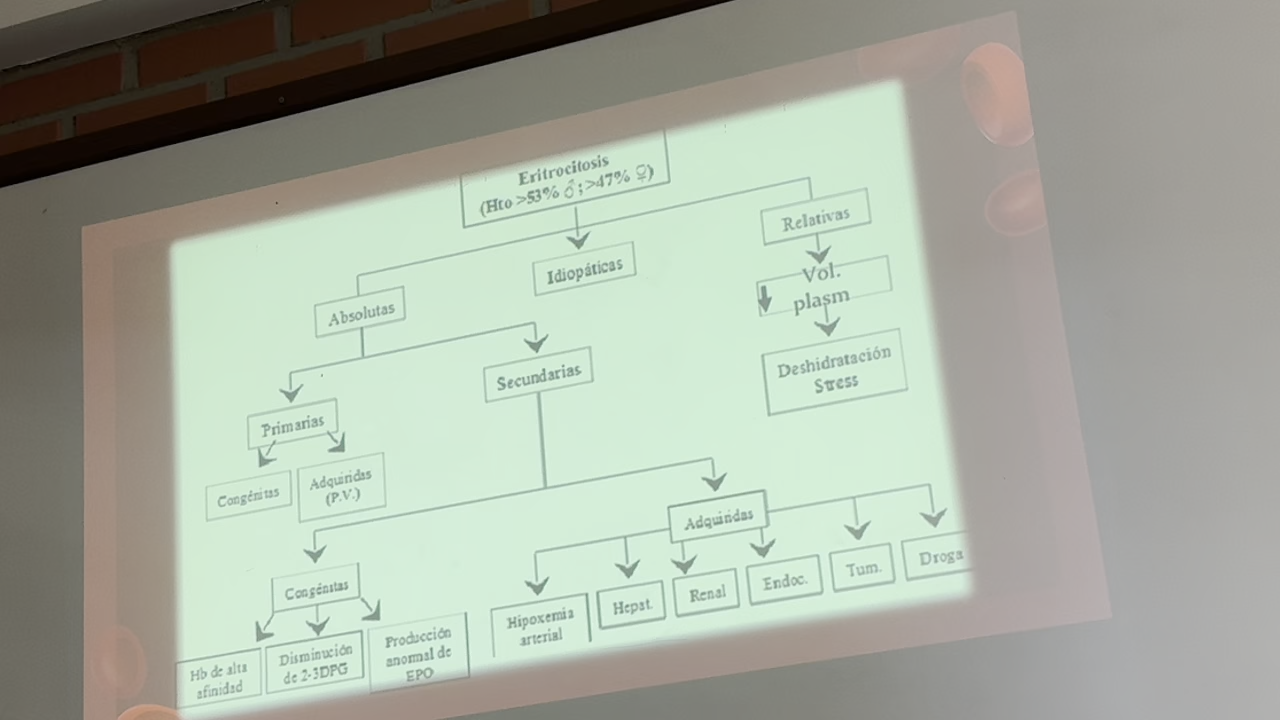 Eritrocitosis
(Hto >53% ♂ ; >47% ♀)
Idiopáticas
Relativas
Absolutas
Vol.
plasm
Deshidratación
Stress
Secundarias
Primarias
Congénitas
Adquiridas
(P.V.)
Adquiridas
Congénitas
Hipoxemia
arterial
Hepat.
Renal
Endoc.
Tum.
Droga
Hb de alta
afinidad
Disminución
de 2-3DPG
Producción
anormal de
EPO